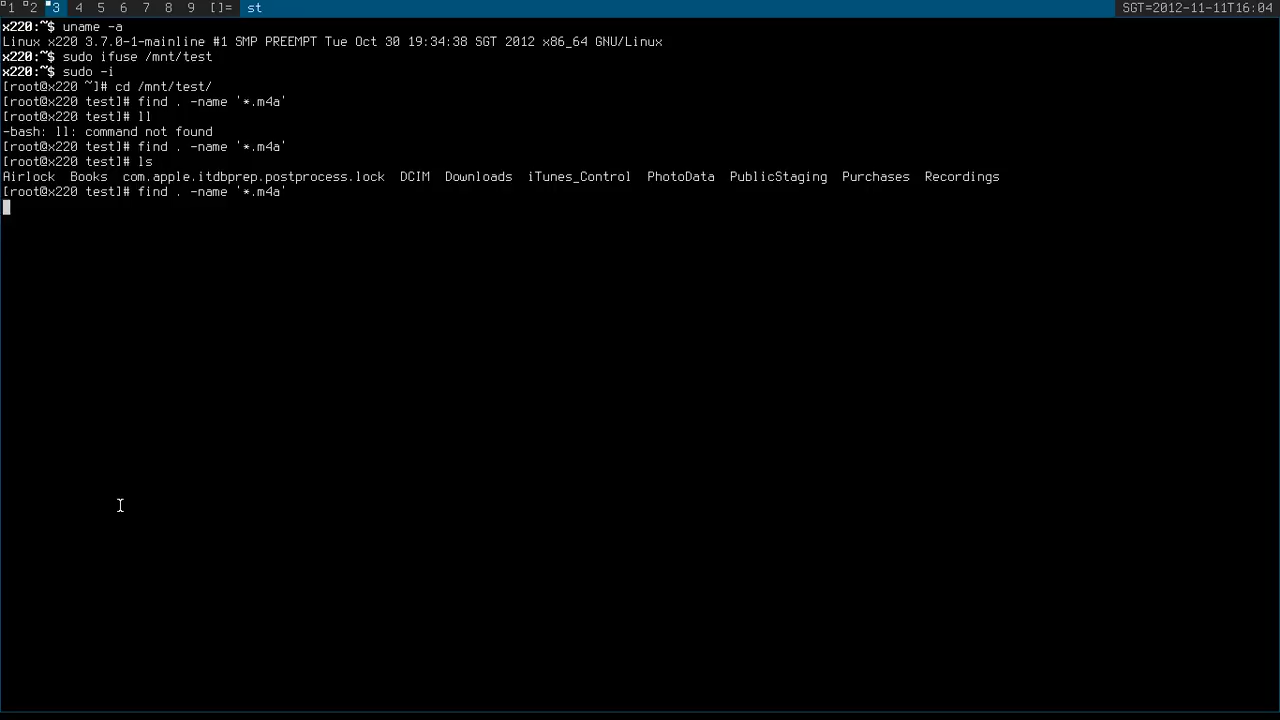 1 2 3 4 5 6 7 8 9 []= st SGT=2012-11-11T16:04
x220:~$ uname -a
Linux x220 3.7.0-1-mainline #1 SMP PREEMPT Tue Oct 30 19:34:38 SGT 2012 x86_64 GNU/Linux
x220:~$ sudo ifuse /mnt/test
x220:~$ sudo -i
[root@x220 ~]# cd /mnt/test/
[root@x220 test]# find . -name '*.m4a'
[root@x220 test]# ll
-bash: ll: command not found
[root@x220 test]# find . -name '*.m4a'
[root@x220 test]# ls
Airlock  Books  com.apple.itdbprep.postprocess.lock  DCIM  Downloads  iTunes_Control  PhotoData  PublicStaging  Purchases  Recordings
[root@x220 test]# find . -name '*.m4a'